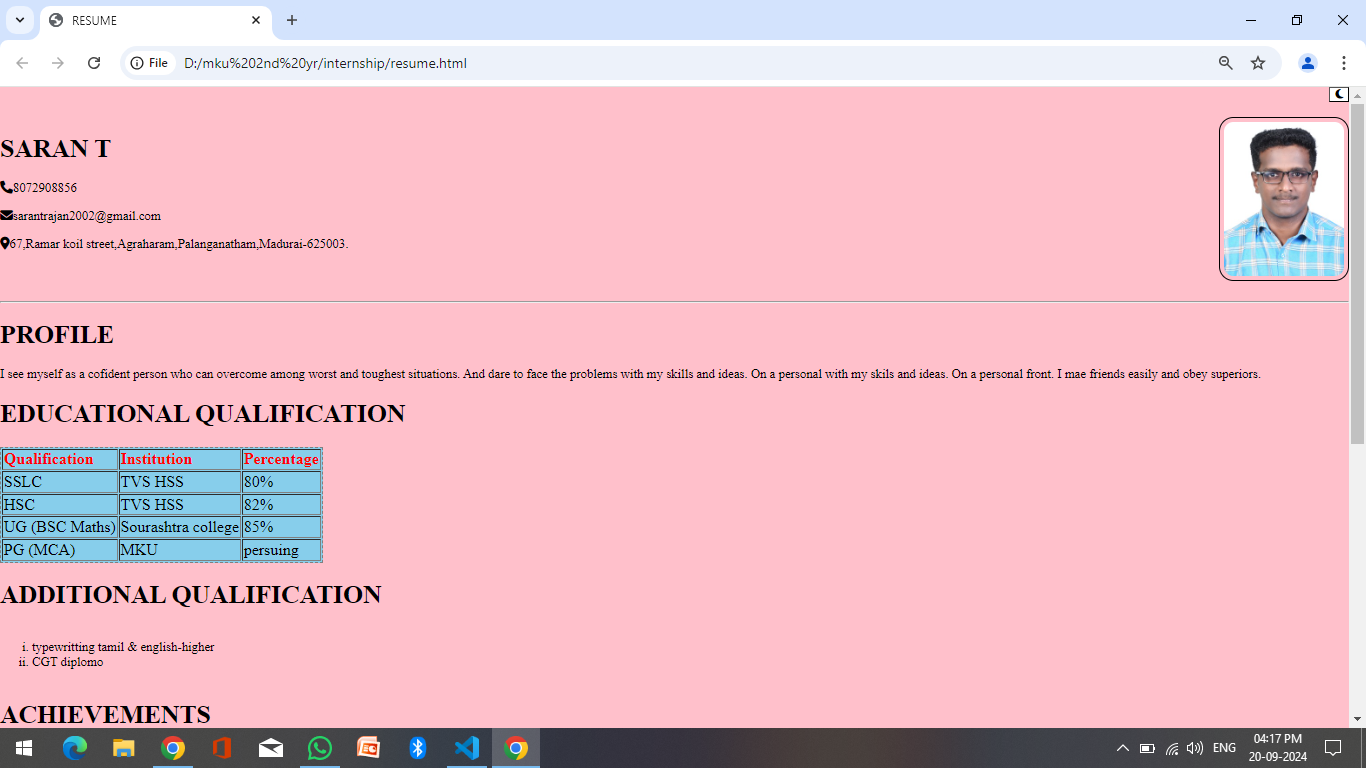 RESUME
File
D:/mku%202nd%20yr/internship/resume.html
SARAN T
8072908856
sarantrajan2002@gmail.com
67,Ramar koil street,Agraharam,Palanganatham,Madurai-625003.
PROFILE
I see myself as a cofident person who can overcome among worst and toughest situations. And dare to face the problems with my skills and ideas. On a personal with my skils and ideas. On a personal front. I mae friends easily and obey superiors.
EDUCATIONAL QUALIFICATION
Qualification Institution Percentage
SSLC TVS HSS 80%
HSC TVS HSS 82%
UG (BSC Maths) Sourashtra college 85%
PG (MCA) MKU persuing
ADDITIONAL QUALIFICATION
i. typewritting tamil & english-higher
ii. CGT diplomo
ACHIEVEMENTS
ENG
04:17 PM
20-09-2024